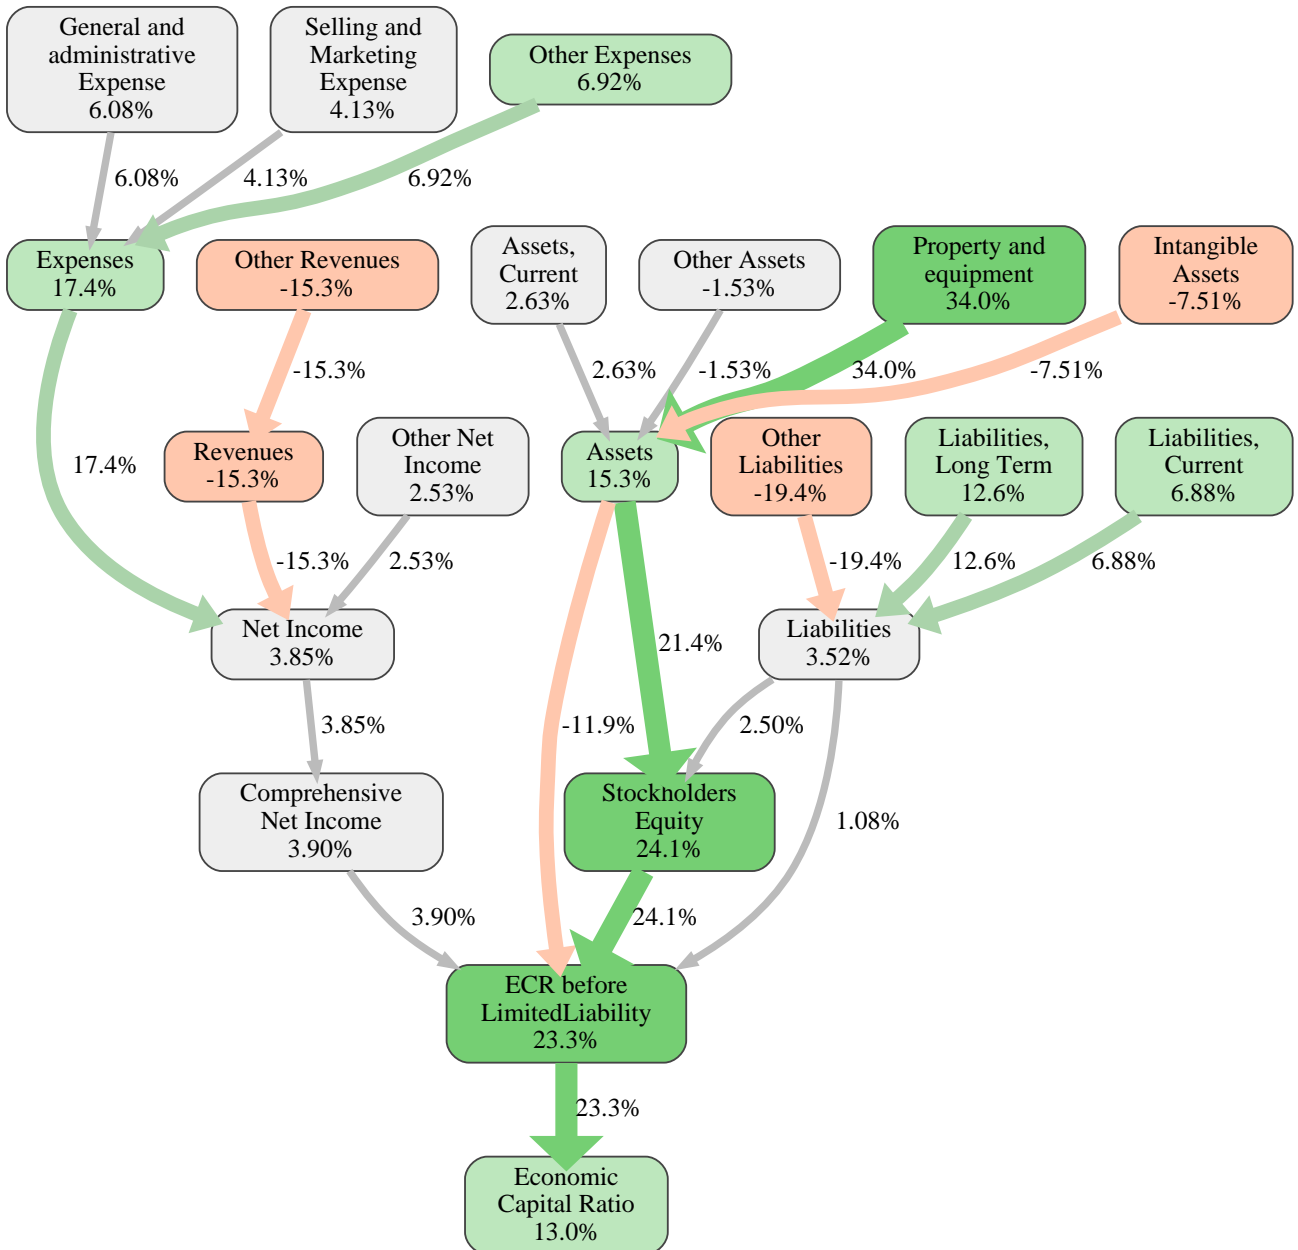 General and
administrative
Expense
6.08%
Selling and
Marketing
Expense
4.13%
Other Expenses
6.92%
6.08%
4.13%
6.92%
Expenses
17.4%
Other Revenues
-15.3%
Assets,
Current
2.63%
Other Assets
-1.53%
Property and
equipment
34.0%
Intangible
Assets
-7.51%
-15.3%
2.63%
-1.53%
34.0%
-7.51%
17.4%
Revenues
-15.3%
Other Net
Income
2.53%
Assets
15.3%
Other
Liabilities
-19.4%
Liabilities,
Long Term
12.6%
Liabilities,
Current
6.88%
-15.3%
2.53%
-19.4%
12.6%
6.88%
Net Income
3.85%
21.4%
Liabilities
3.52%
3.85%
-11.9%
2.50%
Comprehensive
Net Income
3.90%
Stockholders
Equity
24.1%
1.08%
3.90%
24.1%
ECR before
LimitedLiability
23.3%
23.3%
Economic
Capital Ratio
13.0%